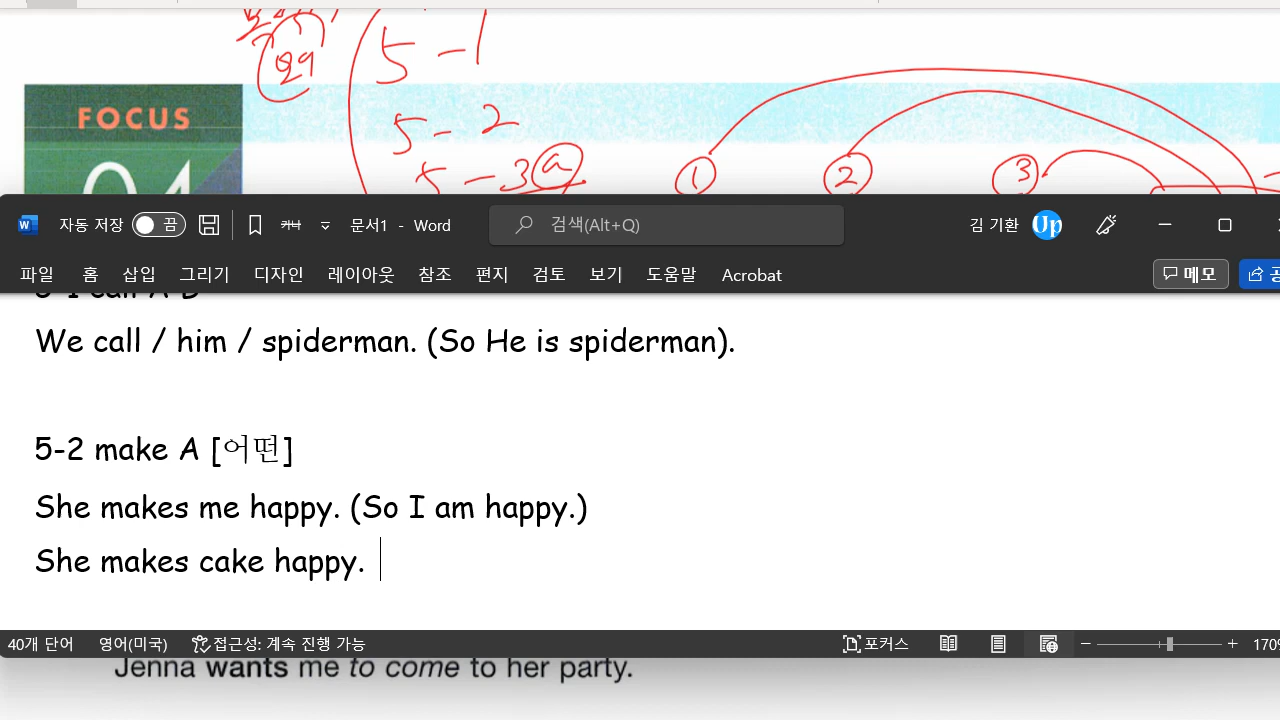 5 - 1
5 - 2
5 - 3 a
FOCUS
04
1 2 3
자동 저장 끔 문서1 - Word 검색(Alt+Q) 김 기환 Up
파일 홈 삽입 그리기 디자인 레이아웃 참조 편지 검토 보기 도움말 Acrobat 메모 공
5-1 call A B
We call / him / spiderman. (So He is spiderman).
5-2 make A [어떤]
She makes me happy. (So I am happy.)
She makes cake happy.
40개 단어 영어(미국) 접근성: 계속 진행 가능 포커스 170%
Jenna wants me to come to her party.